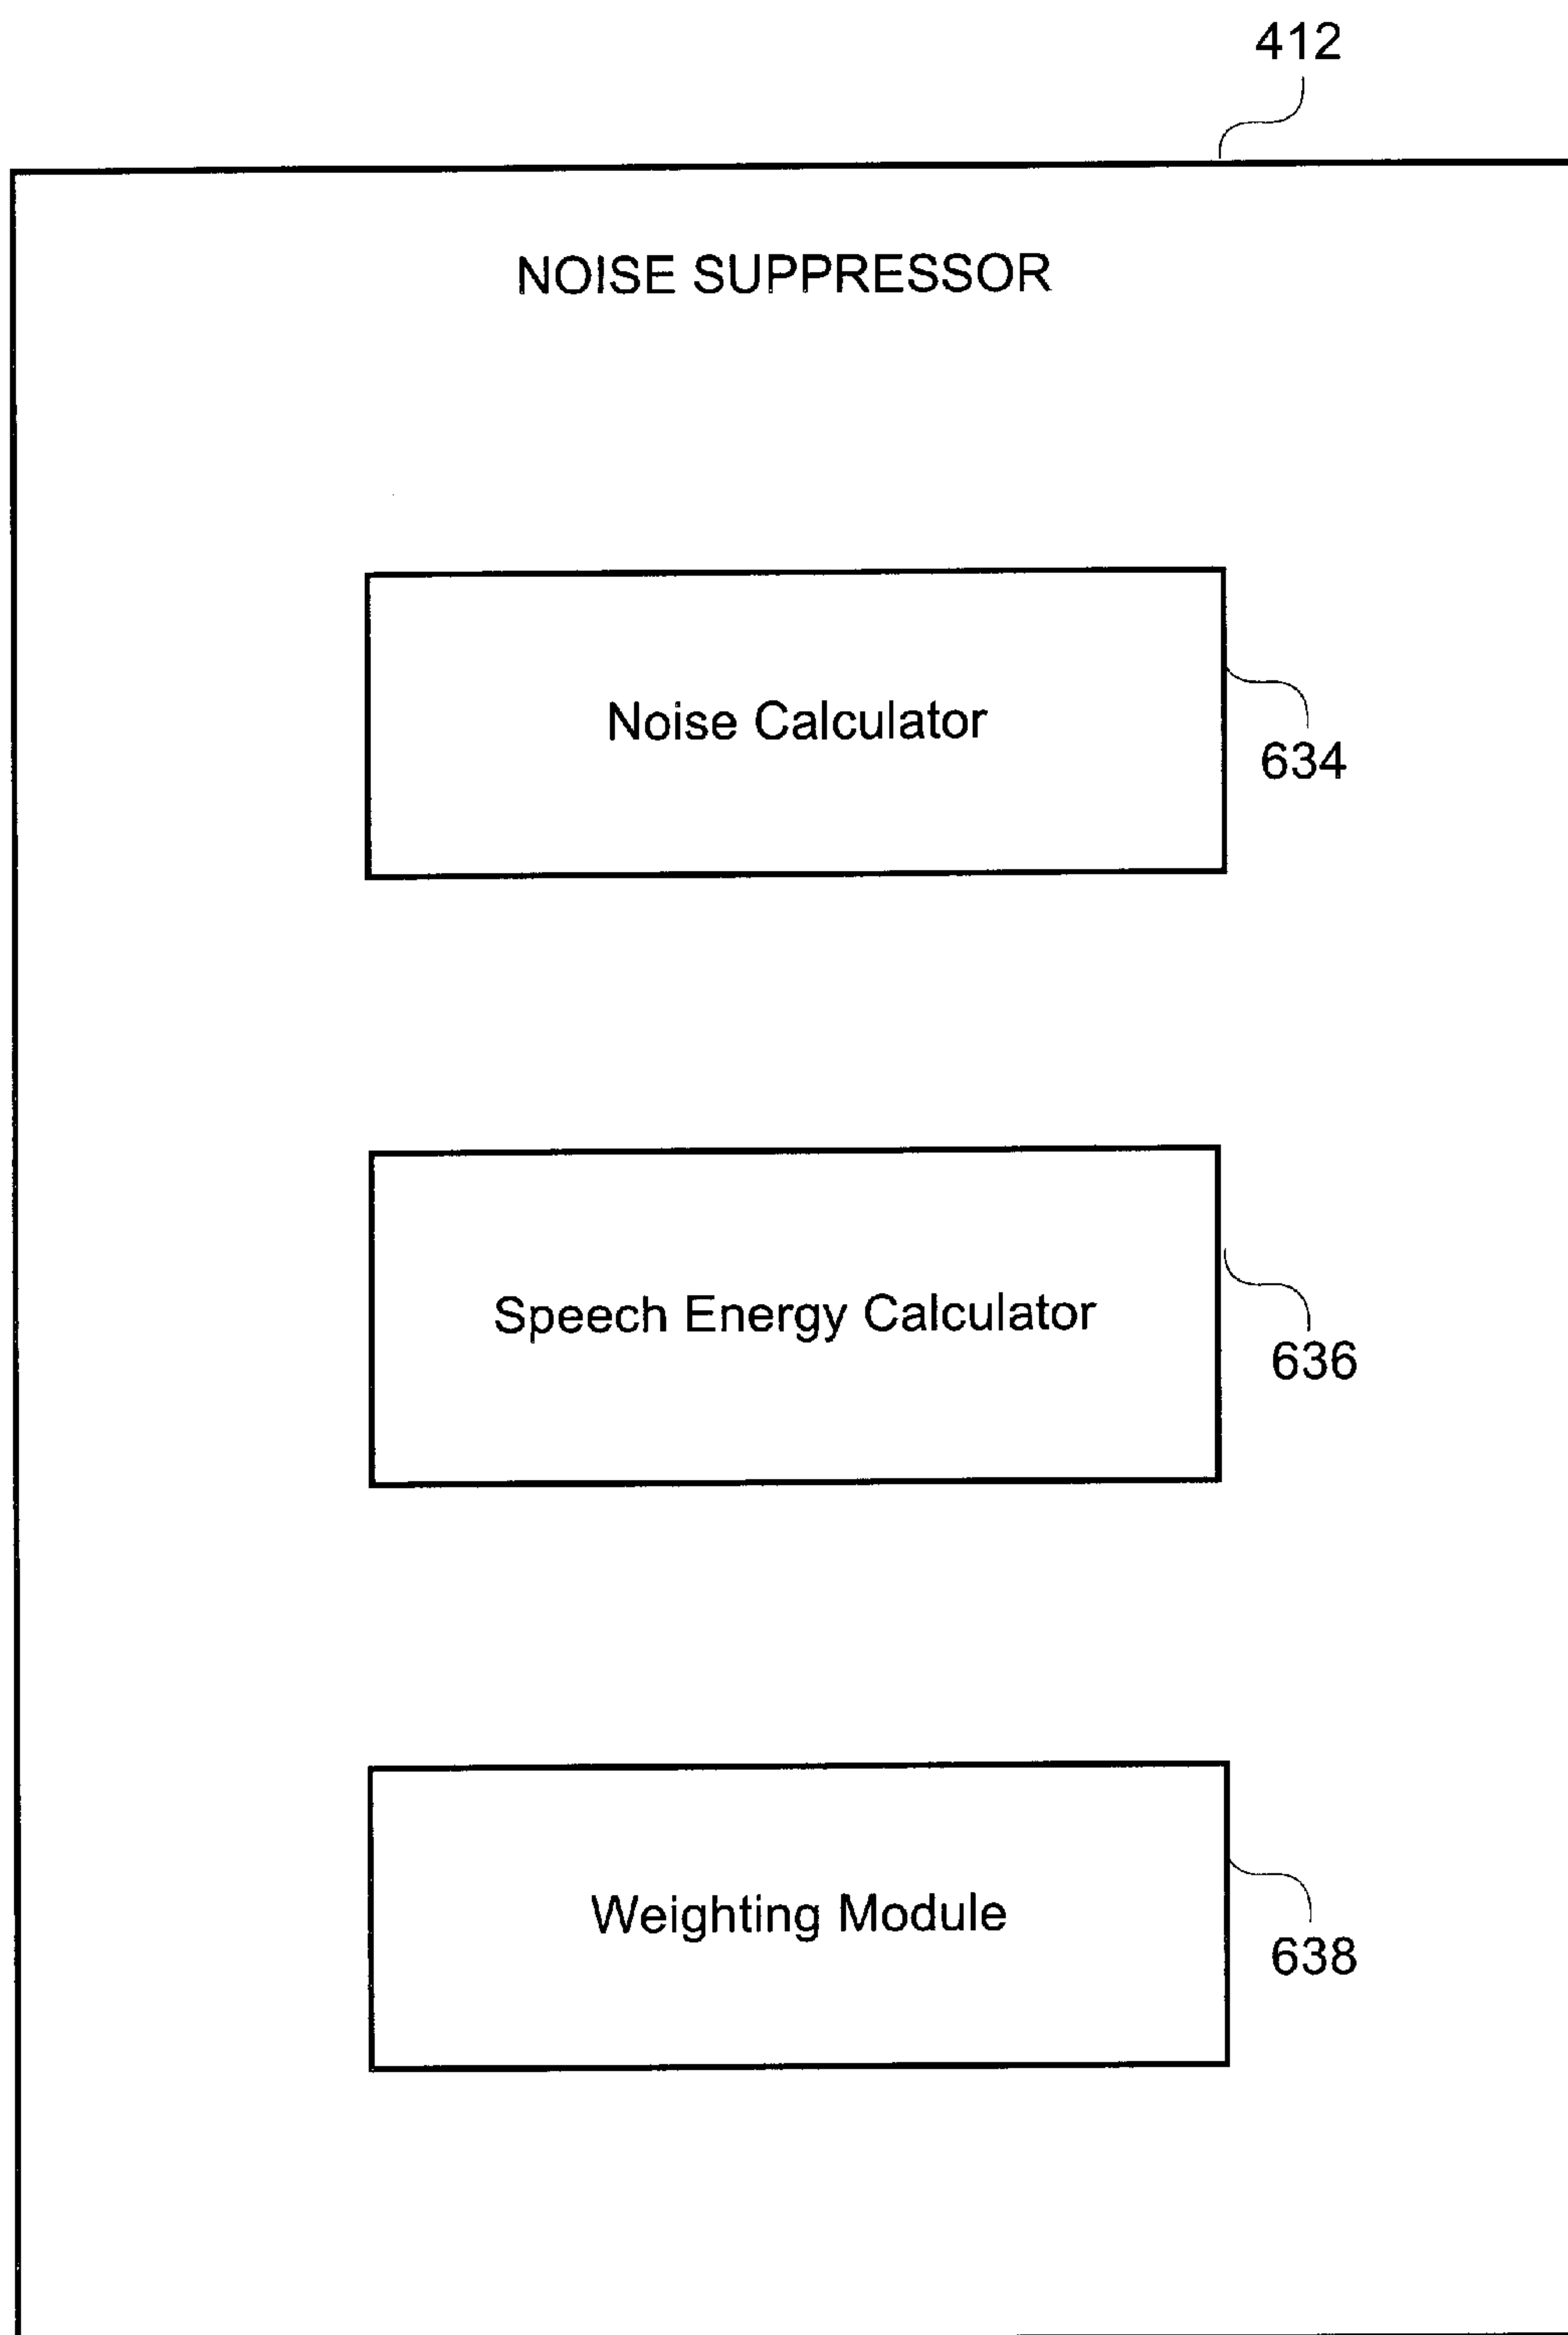 412
NOISE SUPPRESSOR
Noise Calculator
634
Speech Energy Calculator
636
Weighting Module
638